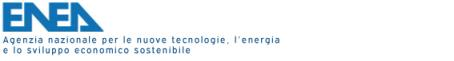 ENEA
Agenzia nazionale per le nuove tecnologie, l'energia
e lo sviluppo economico sostenibile